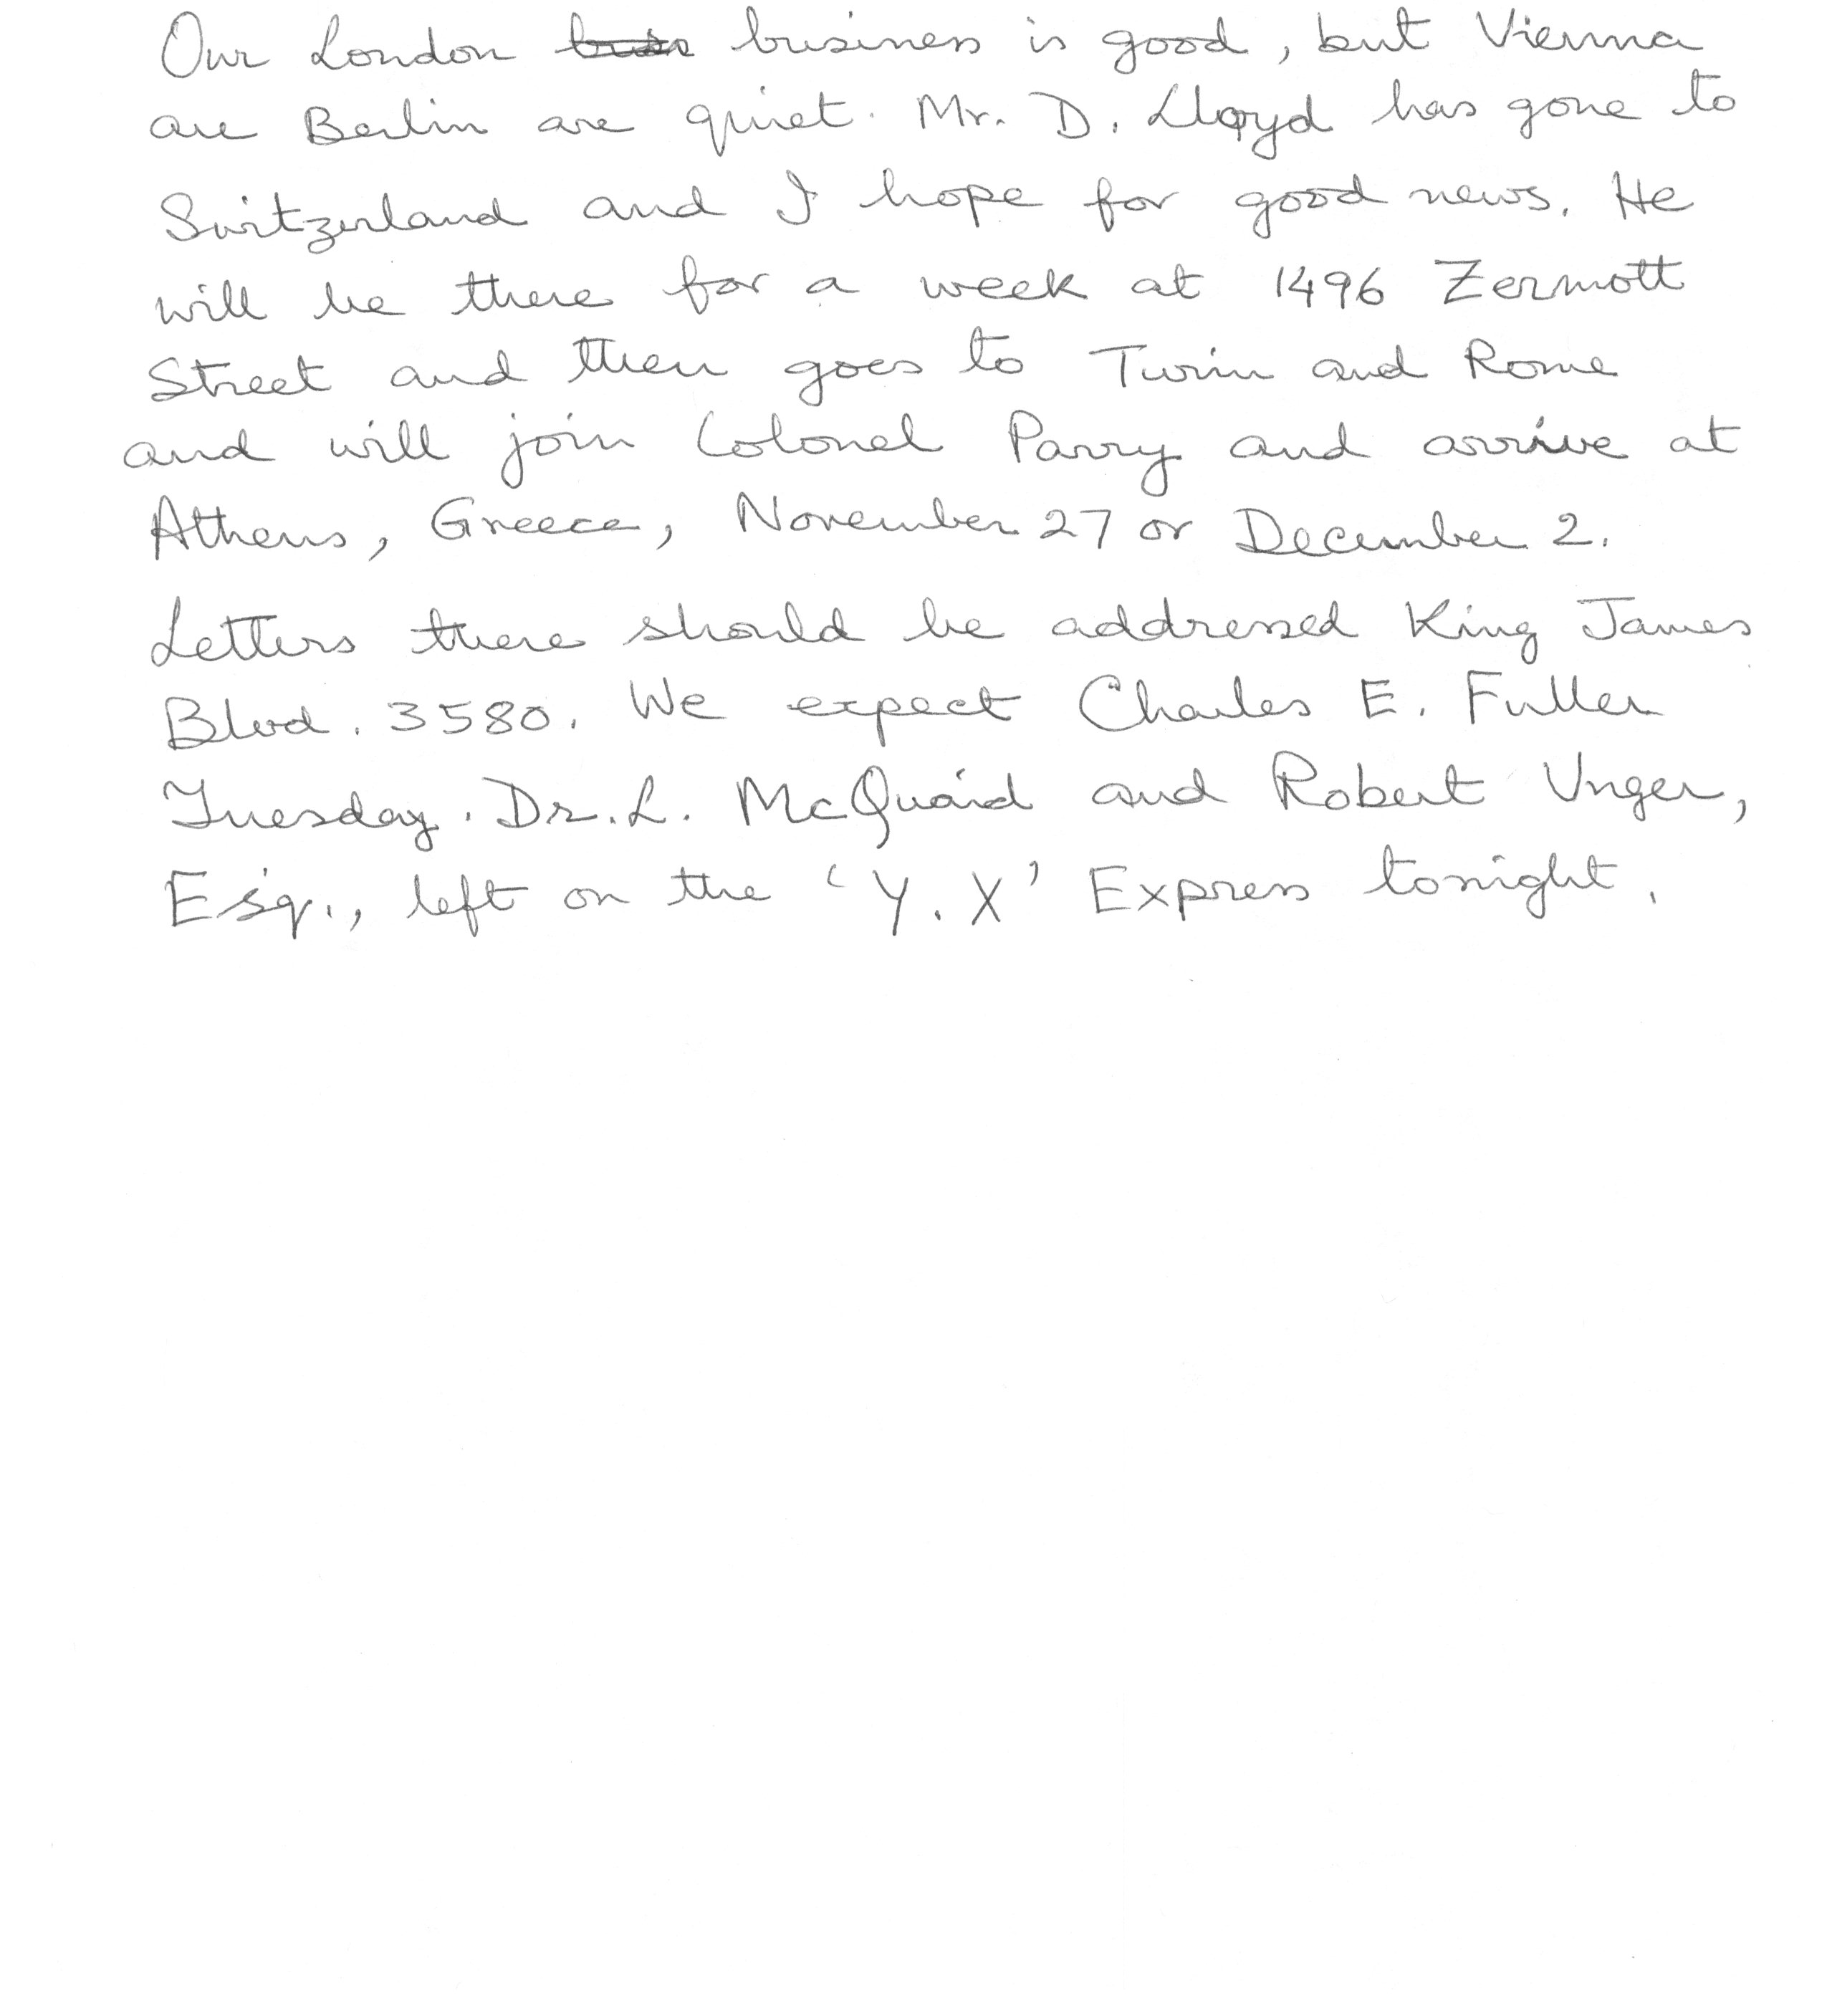 Our London business is good, but Vienna
are Berlin are quiet. Mr. D. Lloyd has gone to
Switzerland and I hope for good news. He
will be there for a week at 1496 Zermott
Street and then goes to Turin and Rome
and will join Colonel Parry and arrive at
Athens, Greece, November 27 or December 2.
Letters there should be addressed King James
Blvd. 3580. We expect Charles E. Fuller
Tuesday. Dr. L. McQuaid and Robert Unger,
Esq., left on the 'Y. X' Express tonight.